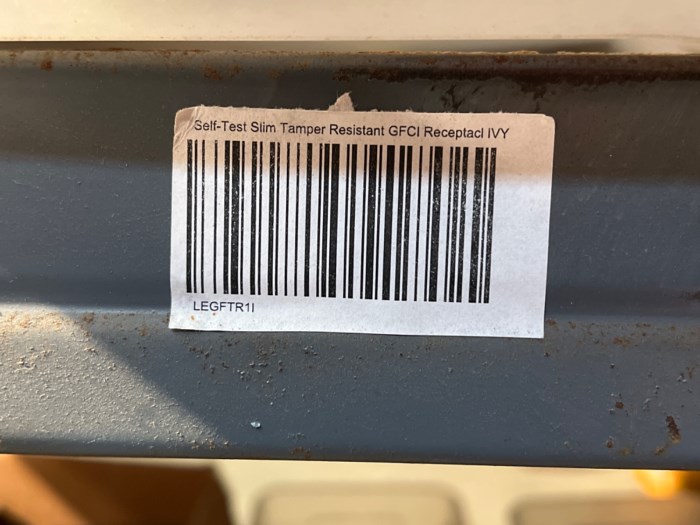 Self-Test Slim Tamper Resistant GFCI Receptacl IVY
LEGFTR1I